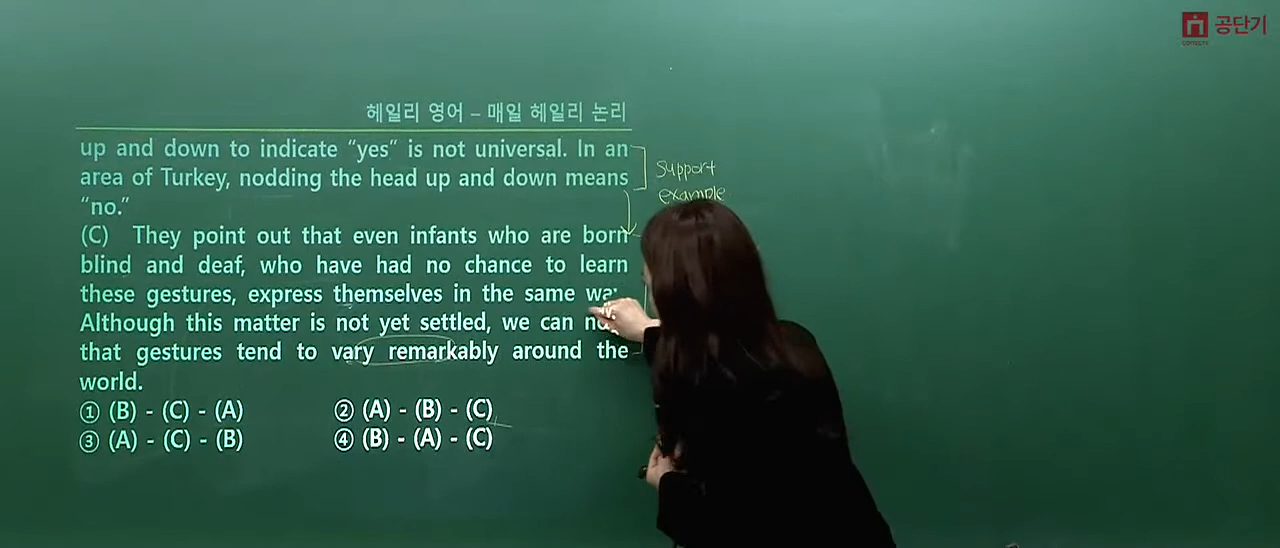 공단기
헤일리 영어 – 매일 헤일리 논리
up and down to indicate “yes” is not universal. In an
area of Turkey, nodding the head up and down means
“no.”
support
example
(C) They point out that even infants who are born
blind and deaf, who have had no chance to learn
these gestures, express themselves in the same
Although this matter is not yet settled, we can
that gestures tend to vary remarkably around the
world.
① (B) - (C) - (A) ② (A) - (B) - (C)
③ (A) - (C) - (B) ④ (B) - (A) - (C)